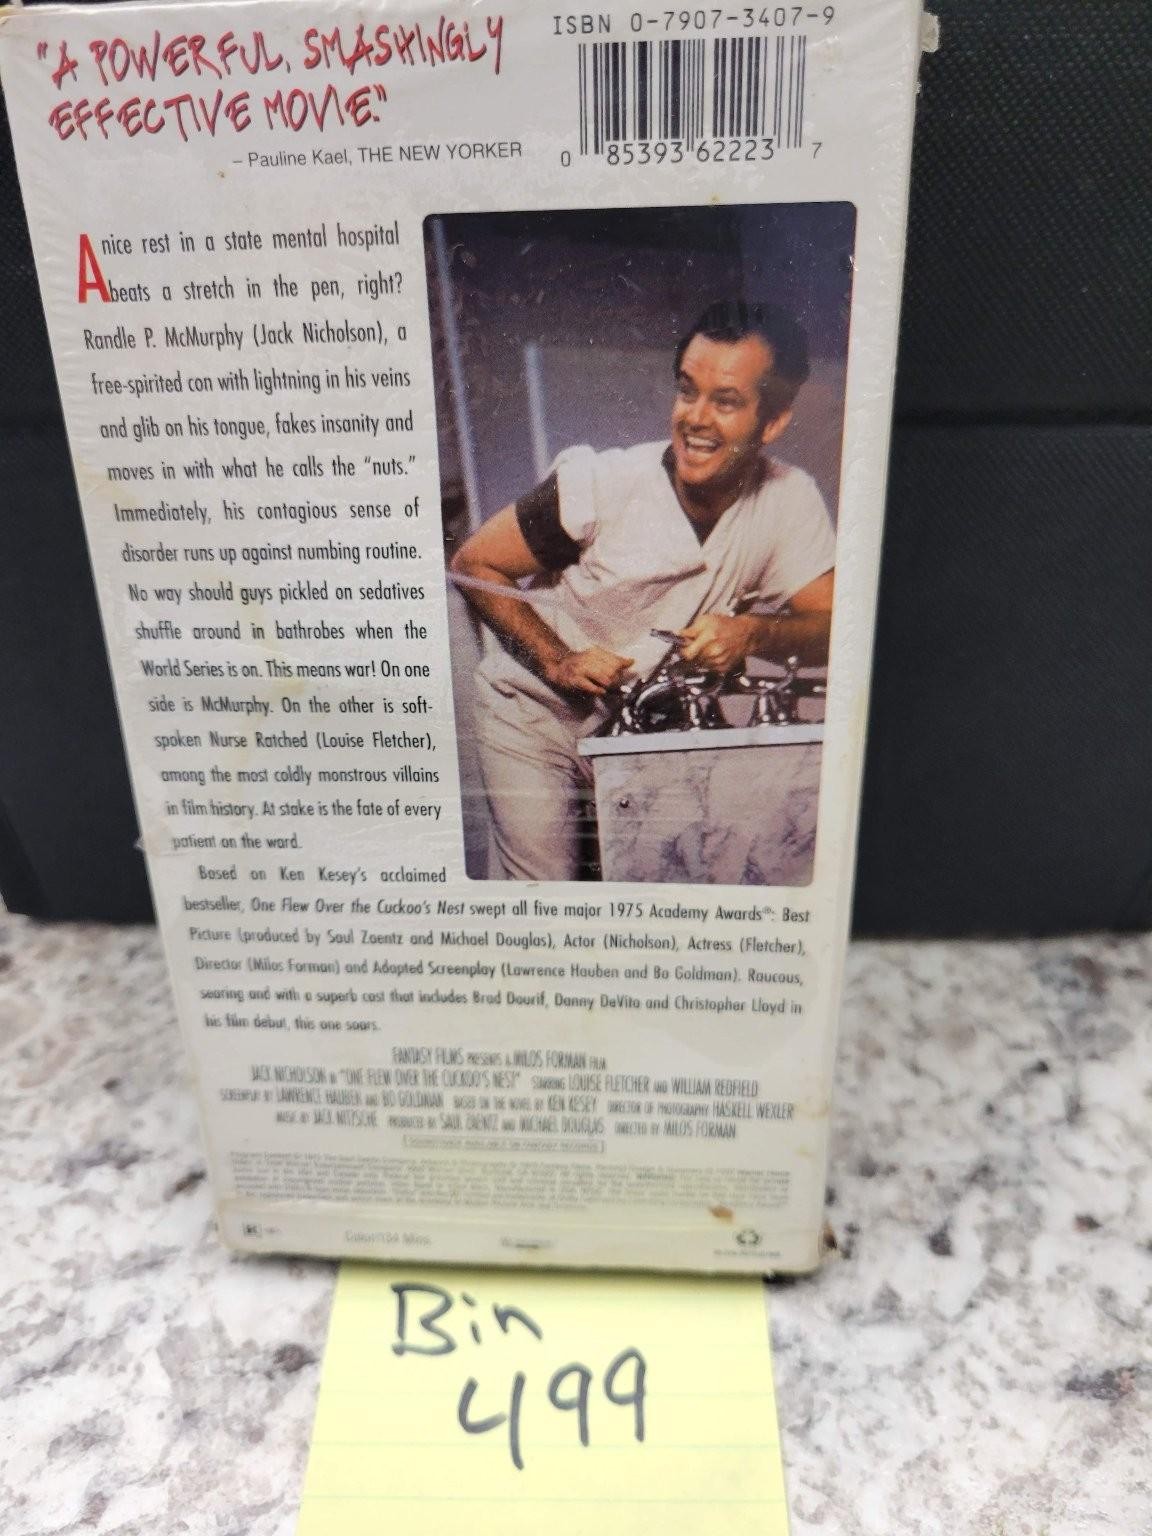 "A POWERFUL, SMASHINGLY
EFFECTIVE MOVIE."
– Pauline Kael, THE NEW YORKER
ISBN 0-7907-3407-9
0 85393 62223 7
A nice rest in a state mental hospital
beats a stretch in the pen, right?
Randle P. McMurphy (Jack Nicholson), a
free-spirited con with lightning in his veins
and glib on his tongue, fakes insanity and
moves in with what he calls the "nuts."
Immediately, his contagious sense of
disorder runs up against numbing routine.
No way should guys pickled on sedatives
shuffle around in bathrobes when the
World Series is on. This means war! On one
side is McMurphy. On the other is soft-
spoken Nurse Ratched (Louise Fletcher),
among the most coldly monstrous villains
in film history. At stake is the fate of every
patient on the ward.
Based on Ken Kesey's acclaimed
bestseller, One Flew Over the Cuckoo's Nest swept all five major 1975 Academy Awards®: Best
Picture (produced by Saul Zaentz and Michael Douglas), Actor (Nicholson), Actress (Fletcher),
Director (Milos Forman) and Adapted Screenplay (Lawrence Hauben and Bo Goldman). Raucous,
searing and with a superb cast that includes Brad Dourif, Danny DeVito and Christopher Lloyd in
his film debut, this one soars.
FANTASY FILMS PRESENTS A MILOS FORMAN FILM
JACK NICHOLSON IN "ONE FLEW OVER THE CUCKOO'S NEST" STARRING LOUISE FLETCHER AND WILLIAM REDFIELD
SCREENPLAY BY LAWRENCE HAUBEN AND BO GOLDMAN BASED ON THE NOVEL BY KEN KESEY DIRECTOR OF PHOTOGRAPHY HASKELL WEXLER
MUSIC BY JACK NITZSCHE PRODUCED BY SAUL ZAENTZ AND MICHAEL DOUGLAS DIRECTED BY MILOS FORMAN
SOUNDTRACK AVAILABLE ON FANTASY RECORDS
R
Color/134 Mins.
Bin
499